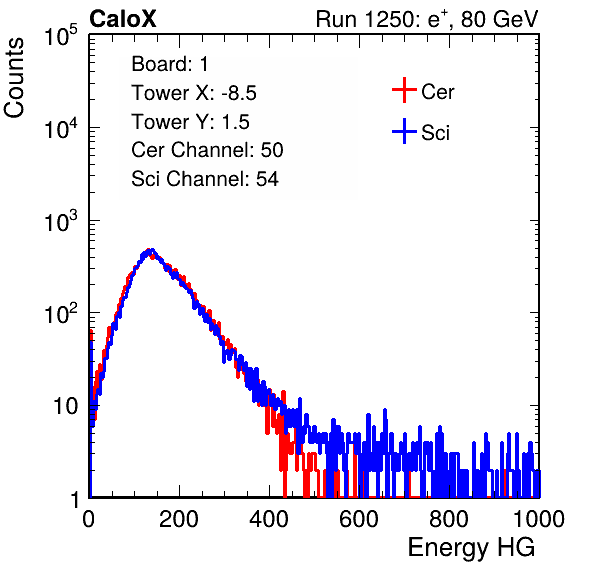 CaloX Run 1250: e⁺, 80 GeV
Counts
Board: 1
Tower X: -8.5
Tower Y: 1.5
Cer Channel: 50
Sci Channel: 54
Cer
Sci
10⁵
10⁴
10³
10²
10
1
0 200 400 600 800 1000
Energy HG